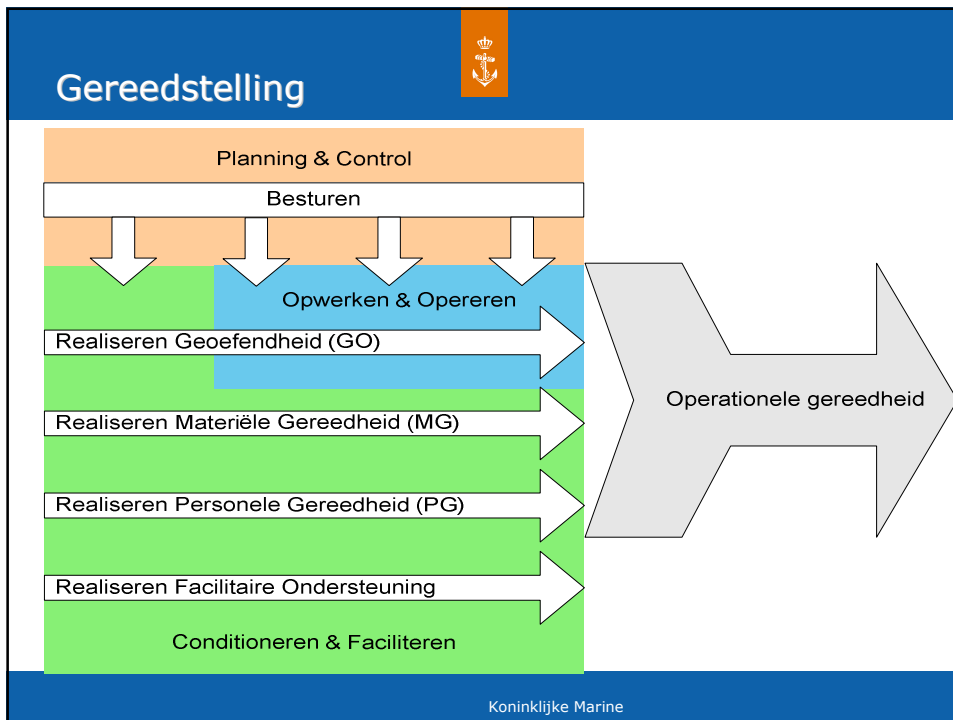 Gereedstelling
Planning & Control
Besturen
Opwerken & Opereren
Realiseren Geoefendheid (GO)
Realiseren Materiële Gereedheid (MG)
Operationele gereedheid
Realiseren Personele Gereedheid (PG)
Realiseren Facilitaire Ondersteuning
Conditioneren & Faciliteren
Koninklijke Marine